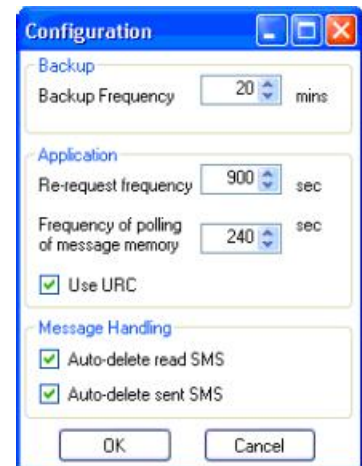 Configuration
Backup
Backup Frequency 20 mins
Application
Re-request frequency 900 sec
Frequency of polling
of message memory 240 sec
Use URC
Message Handling
Auto-delete read SMS
Auto-delete sent SMS
OK Cancel